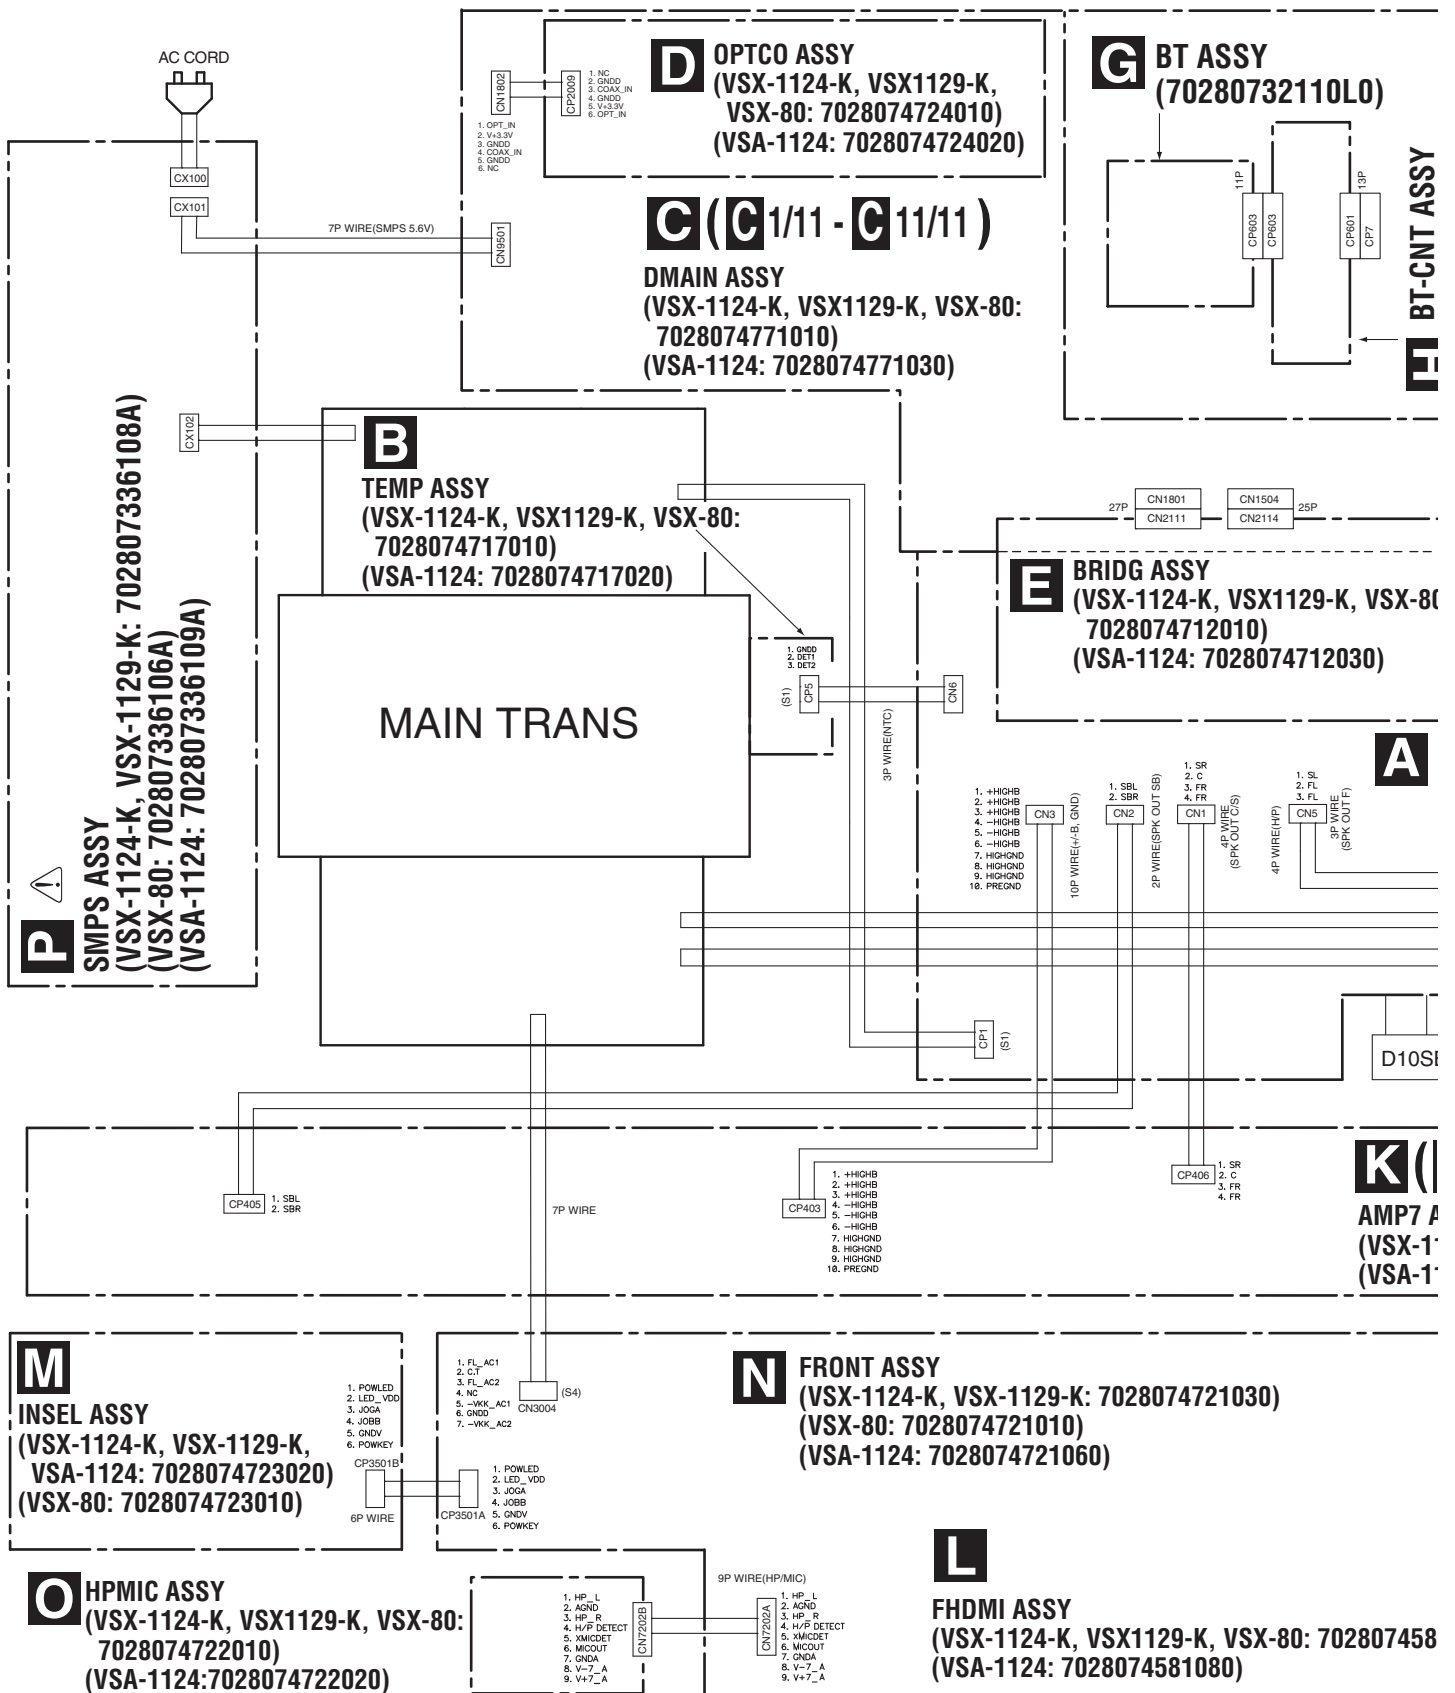 AC CORD
CX100
CX101
7P WIRE(SMPS 5.6V)
CN1802
1. OPT_IN
2. V+3.3V
3. GNDD
4. COAX_IN
5. GNDD
6. NC
CP2009
1. NC
2. GNDD
3. COAX_IN
4. GNDD
5. V+3.3V
6. OPT_IN
CN9501
D OPTCO ASSY
(VSX-1124-K, VSX1129-K,
VSX-80: 7028074724010)
(VSA-1124: 7028074724020)
C ( C 1/11 - C 11/11 )
DMAIN ASSY
(VSX-1124-K, VSX1129-K, VSX-80:
7028074771010)
(VSA-1124: 7028074771030)
G BT ASSY
(70280732110L0)
11P
CP603
CP603
13P
CP601
CP7
H BT-CNT ASSY
CX102
P
SMPS ASSY
(VSX-1124-K, VSX-1129-K: 702807336108A)
(VSX-80: 702807336106A)
(VSA-1124: 702807336109A)
B
TEMP ASSY
(VSX-1124-K, VSX1129-K, VSX-80:
7028074717010)
(VSA-1124: 7028074717020)
MAIN TRANS
1. GNDD
2. DET1
3. DET2
(S1)
CP5
CN6
3P WIRE(NTC)
27P
CN1801
CN2111
CN1504
CN2114
25P
E BRIDG ASSY
(VSX-1124-K, VSX1129-K, VSX-80
7028074712010)
(VSA-1124: 7028074712030)
A
1. +HIGHB
2. +HIGHB
3. +HIGHB
4. -HIGHB
5. -HIGHB
6. -HIGHB
7. HIGHGND
8. HIGHGND
9. HIGHGND
10. PREGND
CN3
10P WIRE(+/-B, GND)
1. SBL
2. SBR
CN2
2P WIRE(SPK OUT SB)
1. SR
2. C
3. FR
4. FR
CN1
4P WIRE
(SPK OUT C/S)
4P WIRE(H/P)
1. SL
2. FL
3. FL
CN5
3P WIRE
(SPK OUT F)
CP1
(S1)
D10SB
CP405
1. SBL
2. SBR
7P WIRE
CP403
1. +HIGHB
2. +HIGHB
3. +HIGHB
4. -HIGHB
5. -HIGHB
6. -HIGHB
7. HIGHGND
8. HIGHGND
9. HIGHGND
10. PREGND
CP406
1. SR
2. C
3. FR
4. FR
K (
AMP7 A
(VSX-11
(VSA-11
M
INSEL ASSY
(VSX-1124-K, VSX-1129-K,
VSA-1124: 7028074723020)
(VSX-80: 7028074723010)
1. POWLED
2. LED_VDD
3. JOGA
4. JOBB
5. GNDV
6. POWKEY
CP3501B
6P WIRE
1. FL_AC1
2. C.T
3. FL_AC2
4. NC
5. -VKK_AC1
6. GNDD
7. -VKK_AC2
CN3004
(S4)
CP3501A
1. POWLED
2. LED_VDD
3. JOGA
4. JOBB
5. GNDV
6. POWKEY
N FRONT ASSY
(VSX-1124-K, VSX-1129-K: 7028074721030)
(VSX-80: 7028074721010)
(VSA-1124: 7028074721060)
O HPMIC ASSY
(VSX-1124-K, VSX1129-K, VSX-80:
7028074722010)
(VSA-1124:7028074722020)
1. HP_L
2. AGND
3. HP_R
4. H/P DETECT
5. XMICDET
6. MICOUT
7. GNDA
8. V-7_A
9. V+7_A
CN7202B
9P WIRE(HP/MIC)
CN7202A
1. HP_L
2. AGND
3. HP_R
4. H/P DETECT
5. XMICDET
6. MICOUT
7. GNDA
8. V-7_A
9. V+7_A
L
FHDMI ASSY
(VSX-1124-K, VSX1129-K, VSX-80: 702807458
(VSA-1124: 7028074581080)